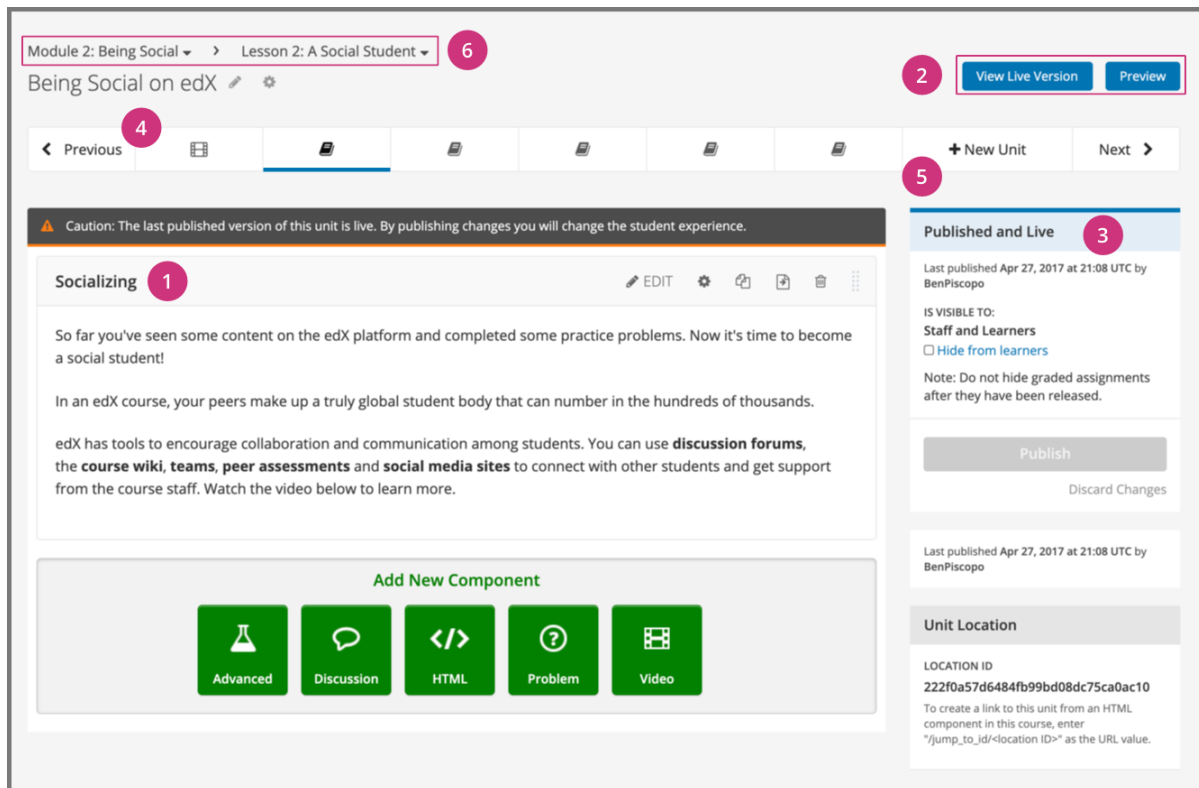 Module 2: Being Social
Lesson 2: A Social Student
6
Being Social on edX
2
View Live Version
Preview
4
Previous
+ New Unit
Next
5
Caution: The last published version of this unit is live. By publishing changes you will change the student experience.
Socializing
1
EDIT
So far you've seen some content on the edX platform and completed some practice problems. Now it's time to become
a social student!
In an edX course, your peers make up a truly global student body that can number in the hundreds of thousands.
edX has tools to encourage collaboration and communication among students. You can use discussion forums,
the course wiki, teams, peer assessments and social media sites to connect with other students and get support
from the course staff. Watch the video below to learn more.
Add New Component
Advanced
Discussion
</>
HTML
Problem
Video
Published and Live
3
Last published Apr 27, 2017 at 21:08 UTC by
BenPiscopo
IS VISIBLE TO:
Staff and Learners
Hide from learners
Note: Do not hide graded assignments
after they have been released.
Publish
Discard Changes
Last published Apr 27, 2017 at 21:08 UTC by
BenPiscopo
Unit Location
LOCATION ID
222f0a57d6484fb99bd08dc75ca0ac10
To create a link to this unit from an HTML
component in this course, enter
"/jump_to_id/<location ID>" as the URL value.